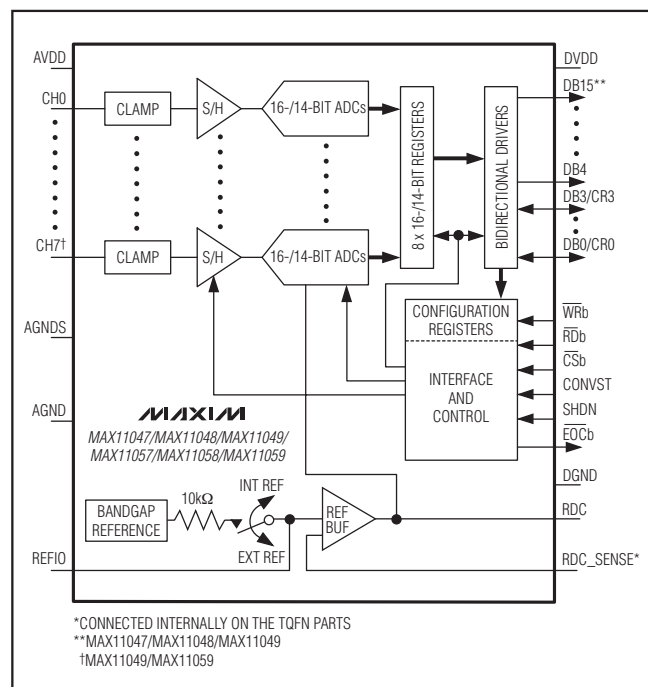 AVDD
DVDD
CH0
CLAMP
S/H
16-/14-BIT ADCs
8 x 16-/14-BIT REGISTERS
BIDIRECTIONAL DRIVERS
DB15**
DB4
DB3/CR3
DB0/CR0
CH7†
CLAMP
S/H
16-/14-BIT ADCs
CONFIGURATION
REGISTERS
INTERFACE
AND
CONTROL
WRb
RDb
CSb
CONVST
SHDN
EOCb
AGNDS
AGND
MAXIM
MAX11047/MAX11048/MAX11049/
MAX11057/MAX11058/MAX11059
DGND
BANDGAP
REFERENCE
10kΩ
INT REF
EXT REF
REF
BUF
RDC
REFIO
RDC_SENSE*
*CONNECTED INTERNALLY ON THE TQFN PARTS
**MAX11047/MAX11048/MAX11049
†MAX11049/MAX11059